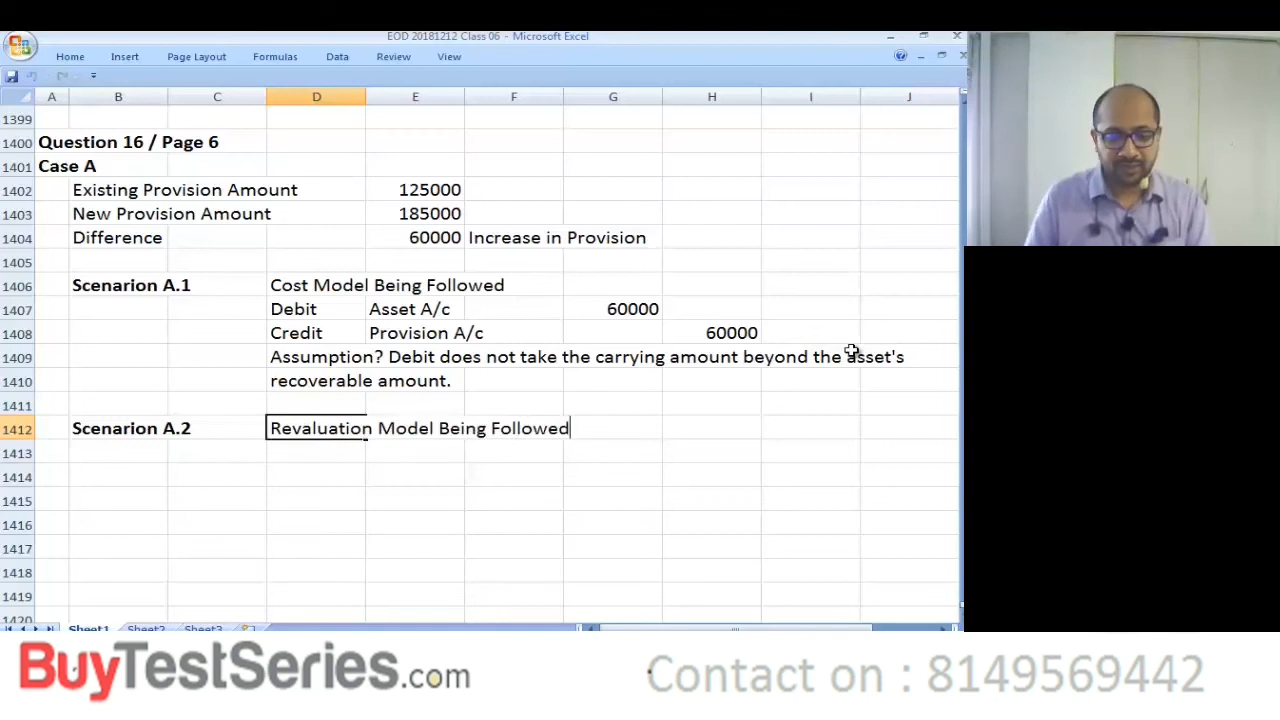 EOD 20181212 Class 06 - Microsoft Excel
Home Insert Page Layout Formulas Data Review View
A B C D E F G H I J
1399
1400 Question 16 / Page 6
1401 Case A
1402 Existing Provision Amount 125000
1403 New Provision Amount 185000
1404 Difference 60000 Increase in Provision
1405
1406 Scenarion A.1 Cost Model Being Followed
1407 Debit Asset A/c 60000
1408 Credit Provision A/c 60000
1409 Assumption? Debit does not take the carrying amount beyond the asset's
1410 recoverable amount.
1411
1412 Scenarion A.2 Revaluation Model Being Followed
1413
1414
1415
1416
1417
1418
1419
1420
Sheet1 Sheet2 Sheet3
BuyTestSeries.com
Contact on : 8149569442